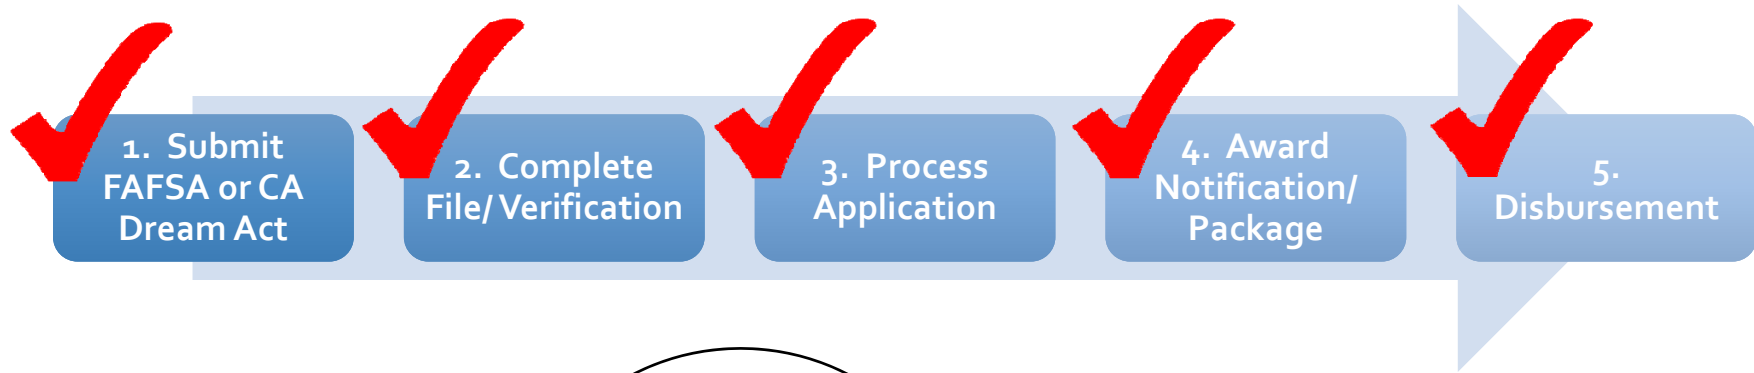 1. Submit
FAFSA or CA
Dream Act
2. Complete
File/ Verification
3. Process
Application
4. Award
Notification/
Package
5.
Disbursement